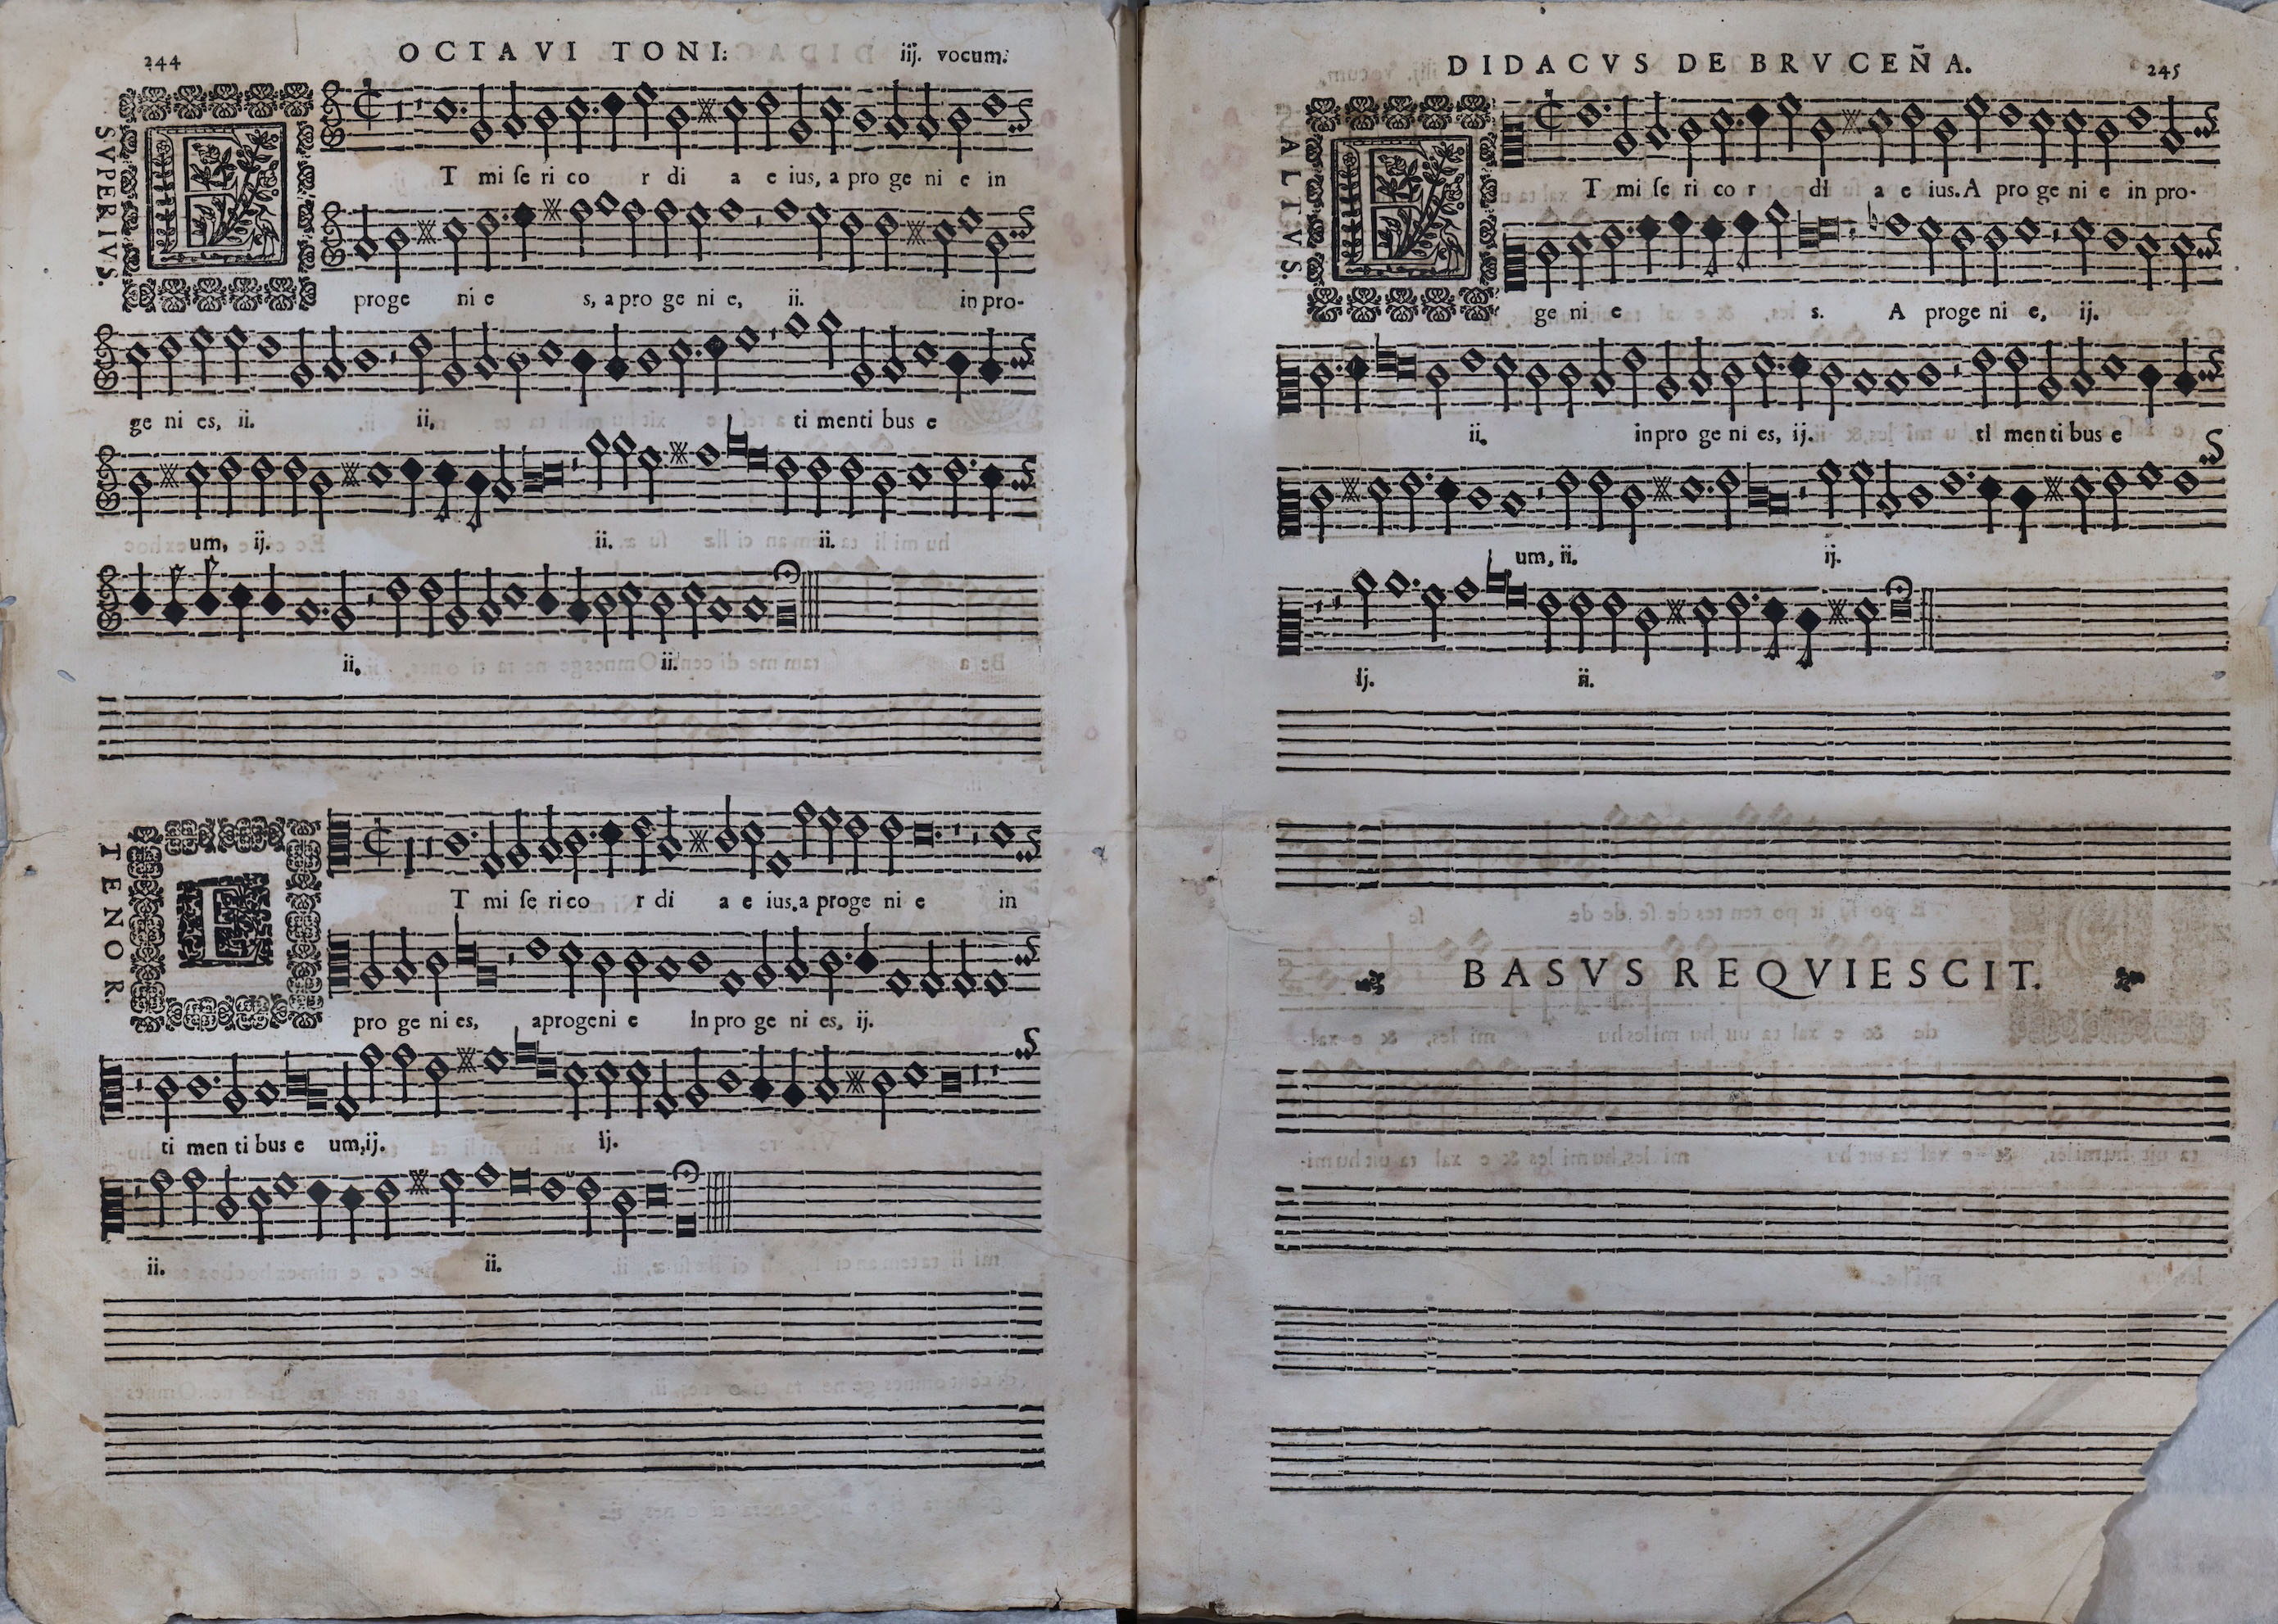 244 OCTAVI TONI: iij. vocum.
SVPERIVS.
ET mi ſe ri co r di a e ius, a pro ge ni e in
proge ni e s, a pro ge ni e, ii. in pro-
ge ni es, ii. ii. ti menti bus e
um, ij. ii. ii.
ii. ii.
TENOR.
ET mi ſe ri co r di a e ius, a proge ni e in
pro ge ni es, aprogeni e In pro ge ni es, ij.
ti men ti bus e um, ij. ij.
ii. ii.
DIDACVS DE BRVCEÑA. 245
ALTVS.
ET mi ſe ri co r di a e ius. A pro ge ni e in pro-
ge ni e s. A proge ni e, ij.
ii. inpro ge ni es, ij. ti men ti bus e
um, ii. ij.
Ij. ii.
BASVS REQVIESCIT.